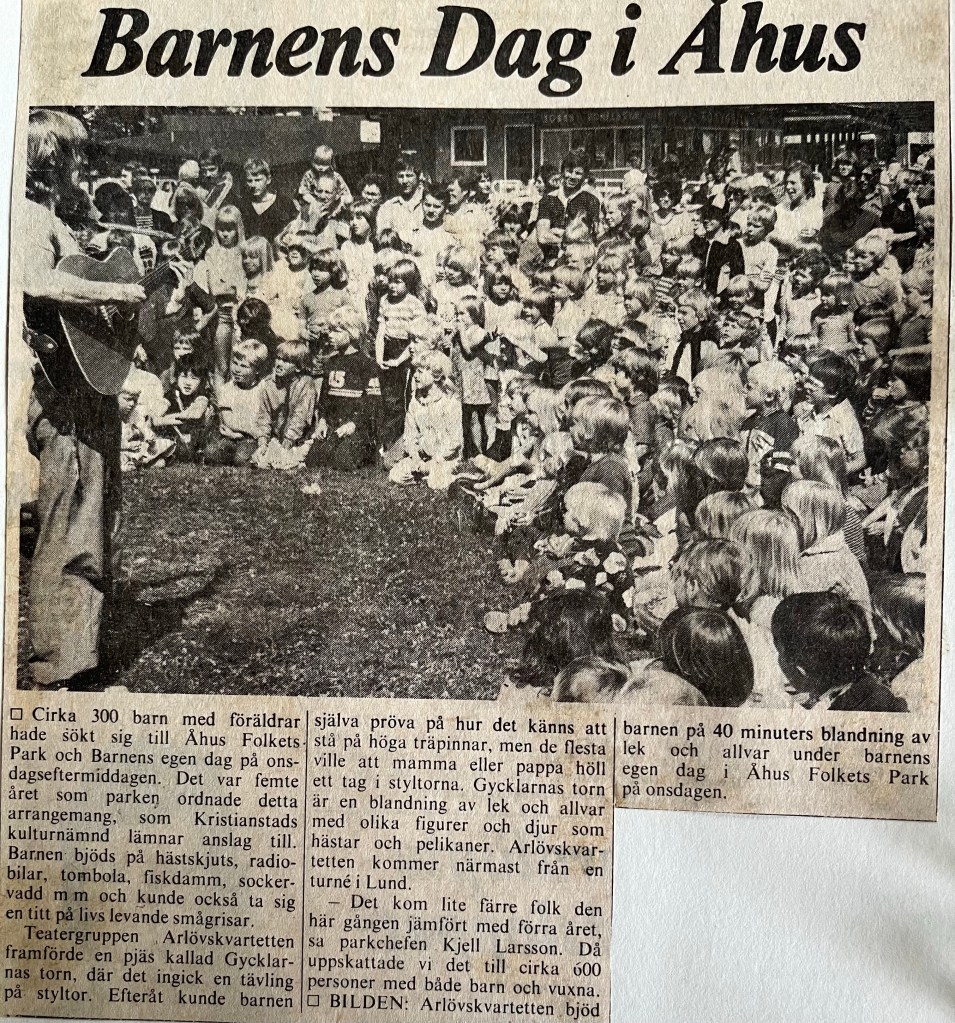 Barnens Dag i Åhus
□ Cirka 300 barn med föräldrar
hade sökt sig till Åhus Folkets
Park och Barnens egen dag på ons-
dagseftermiddagen. Det var femte
året som parken ordnade detta
arrangemang, som Kristianstads
kulturnämnd lämnar anslag till.
Barnen bjöds på hästskjuts, radio-
bilar, tombola, fiskdamm, socker-
vadd m m och kunde också ta sig
en titt på livs levande smågrisar.
Teatergruppen Arlövskvartetten
framförde en pjäs kallad Gycklar-
nas torn, där det ingick en tävling
på styltor. Efteråt kunde barnen
själva pröva på hur det känns att
stå på höga träpinnar, men de flesta
ville att mamma eller pappa höll
ett tag i styltorna. Gycklarnas torn
är en blandning av lek och allvar
med olika figurer och djur som
hästar och pelikaner. Arlövskvar-
tetten kommer närmast från en
turné i Lund.
– Det kom lite färre folk den
här gången jämfört med förra året,
sa parkchefen Kjell Larsson. Då
uppskattade vi det till cirka 600
personer med både barn och vuxna.
□ BILDEN: Arlövskvartetten bjöd
barnen på 40 minuters blandning av
lek och allvar under barnens
egen dag i Åhus Folkets Park
på onsdagen.